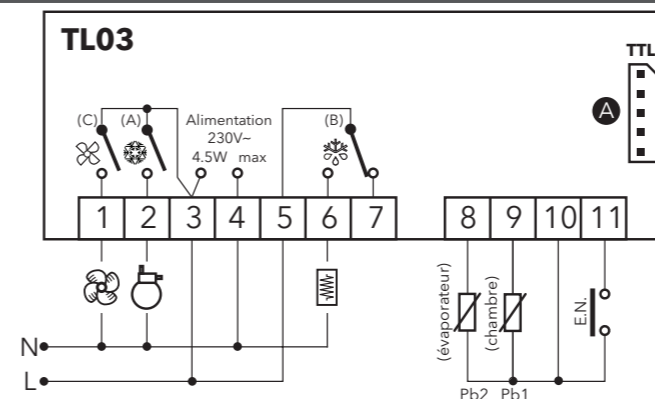 TL03
TTL
A
(C) (A) Alimentation (B)
230V~
4.5W max
1 2 3 4 5 6 7 8 9 10 11
(évaporateur)
(chambre)
E.N.
N
L
Pb2 Pb1